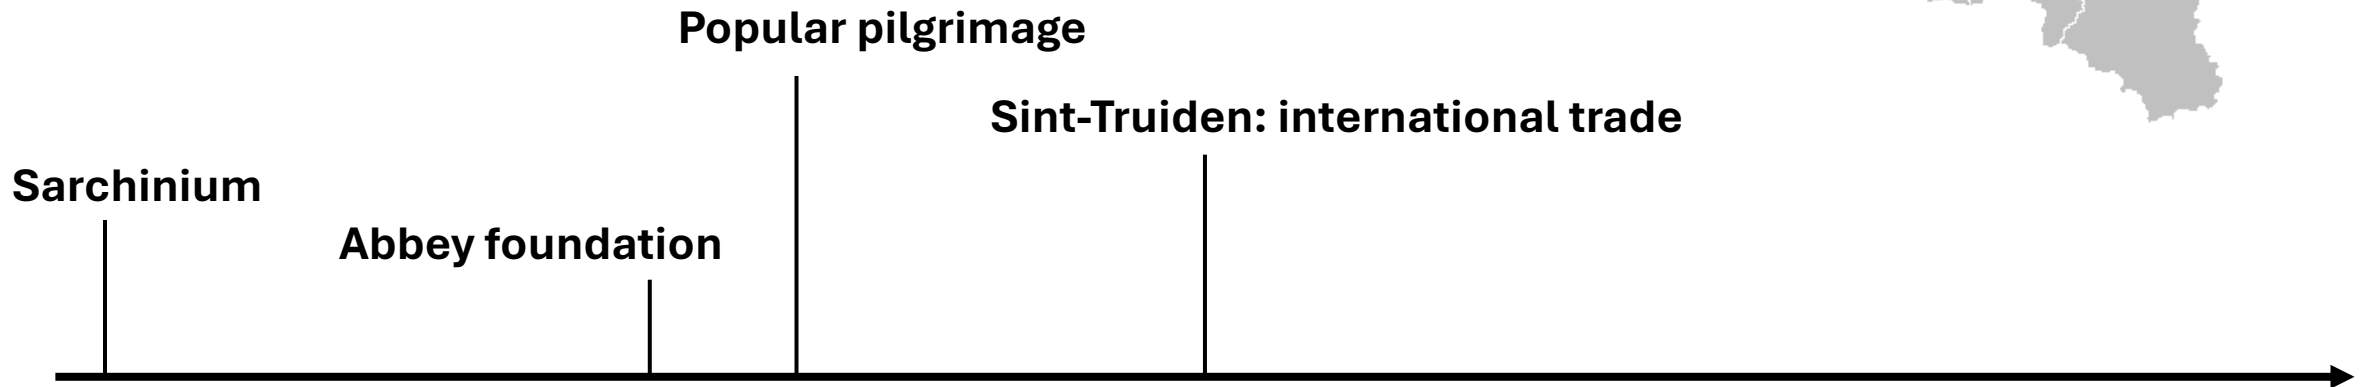 Popular pilgrimage
Sint-Truiden: international trade
Sarchinium
Abbey foundation